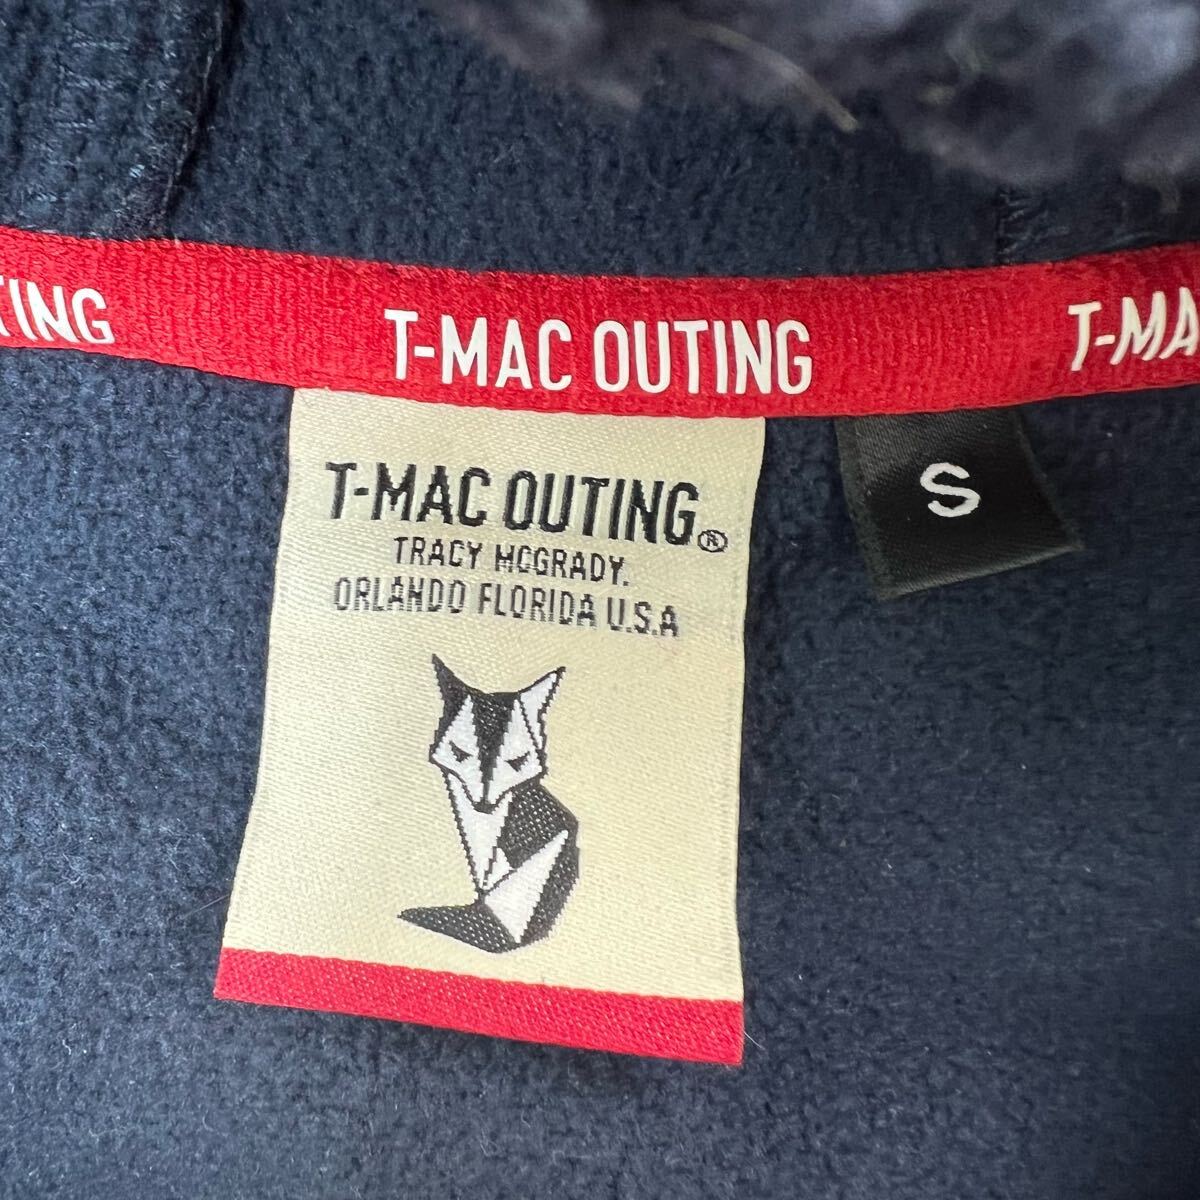 TING T-MAC OUTING T-MA
T-MAC OUTING®
TRACY MCGRADY.
ORLANDO FLORIDA U.S.A
S